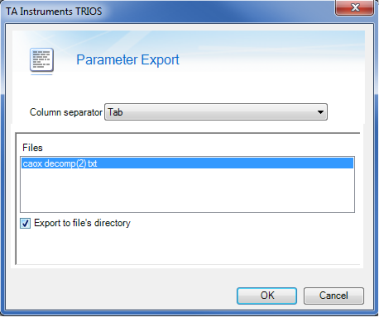 TA Instruments TRIOS
Parameter Export
Column separator Tab
Files
caox decomp(2).txt
Export to file's directory
OK Cancel